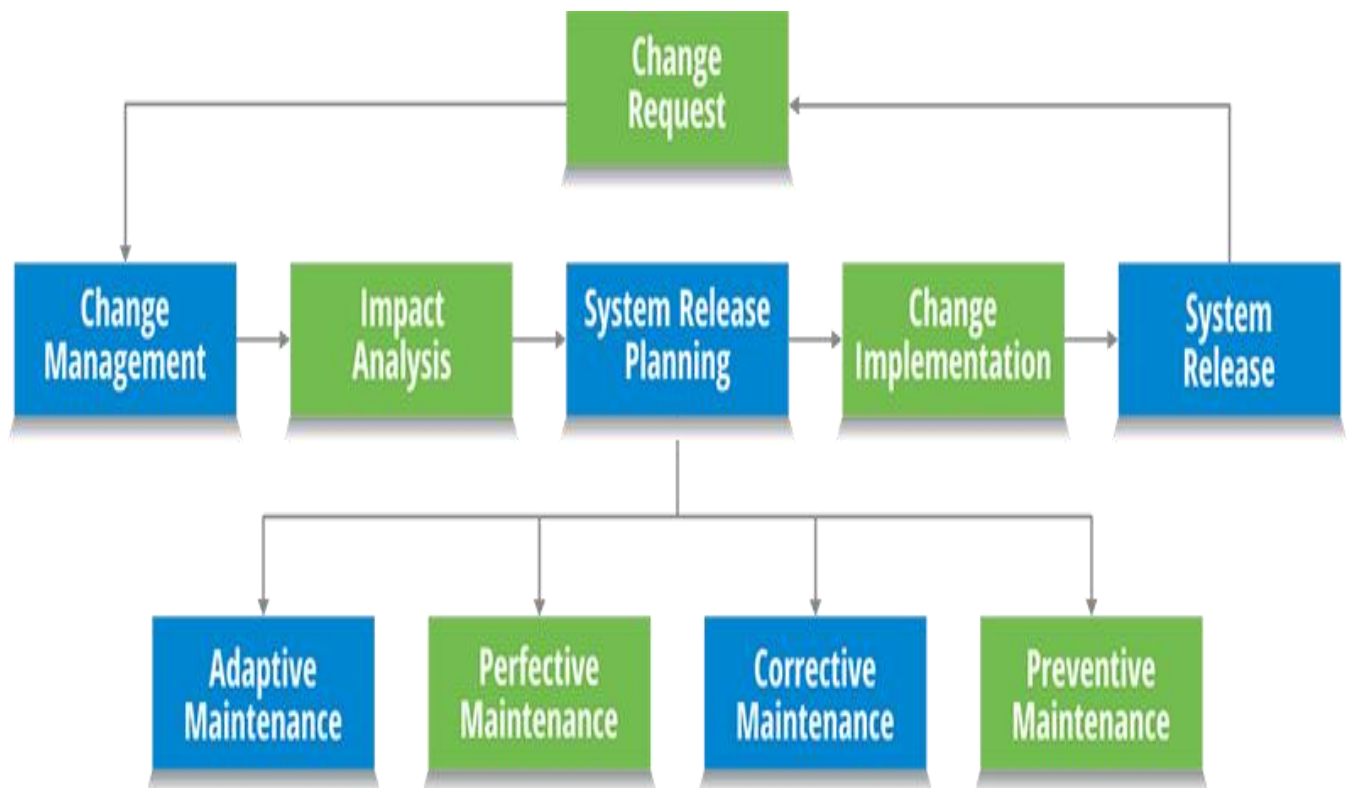 Change
Request
Change
Management
Impact
Analysis
System Release
Planning
Change
Implementation
System
Release
Adaptive
Maintenance
Perfective
Maintenance
Corrective
Maintenance
Preventive
Maintenance